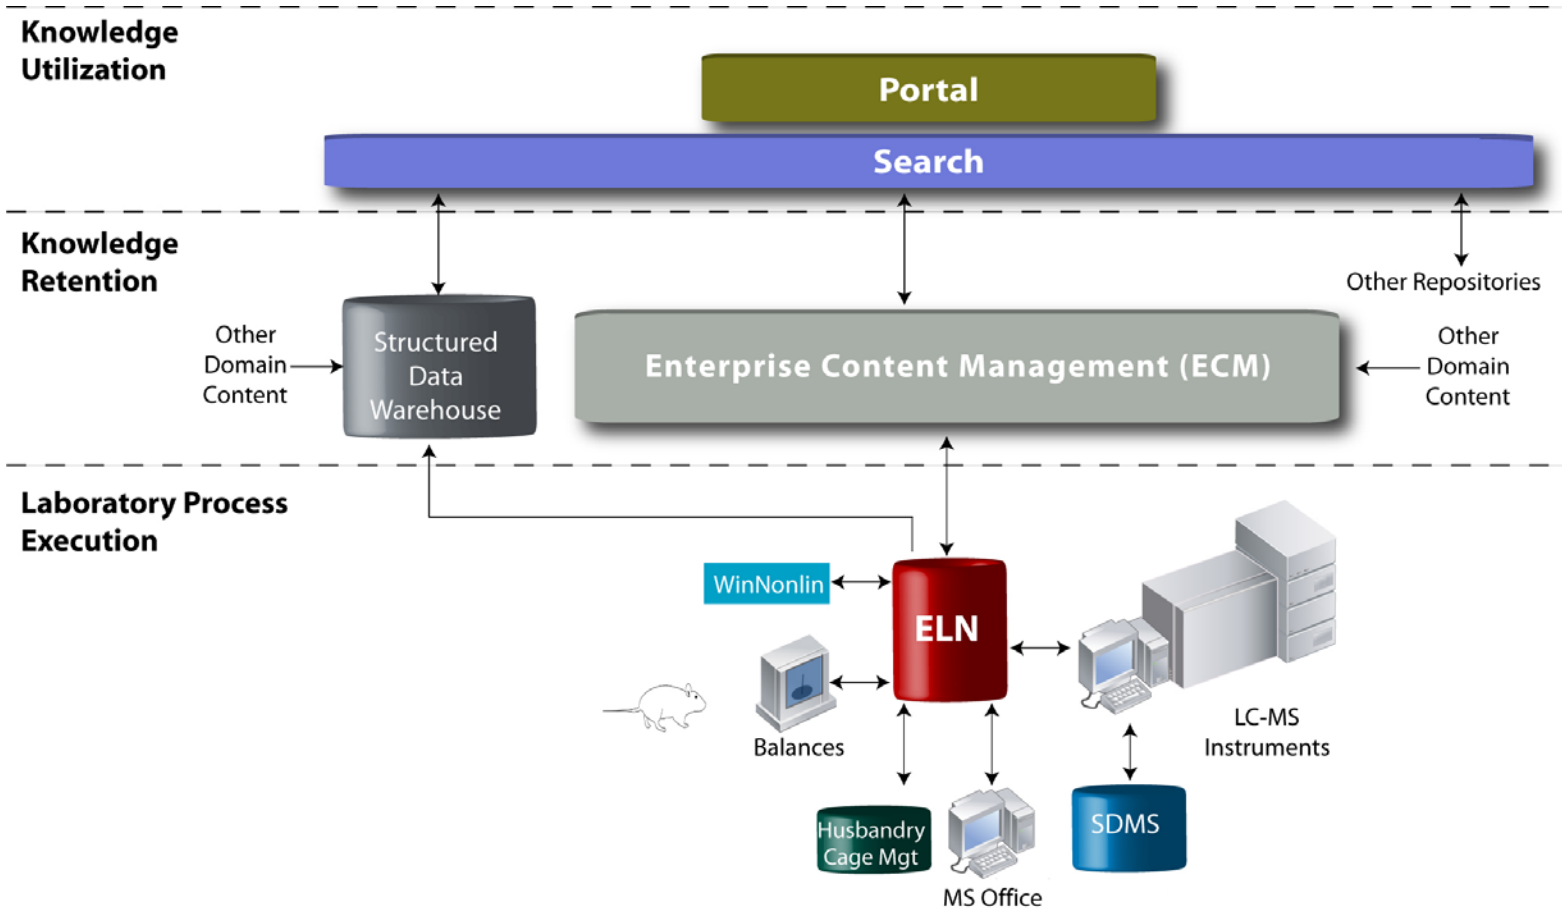 Knowledge
Utilization
Portal
Search
Knowledge
Retention
Other Repositories
Other
Domain
Content
Structured
Data
Warehouse
Enterprise Content Management (ECM)
Other
Domain
Content
Laboratory Process
Execution
WinNonlin
ELN
Balances
LC-MS
Instruments
Husbandry
Cage Mgt
MS Office
SDMS